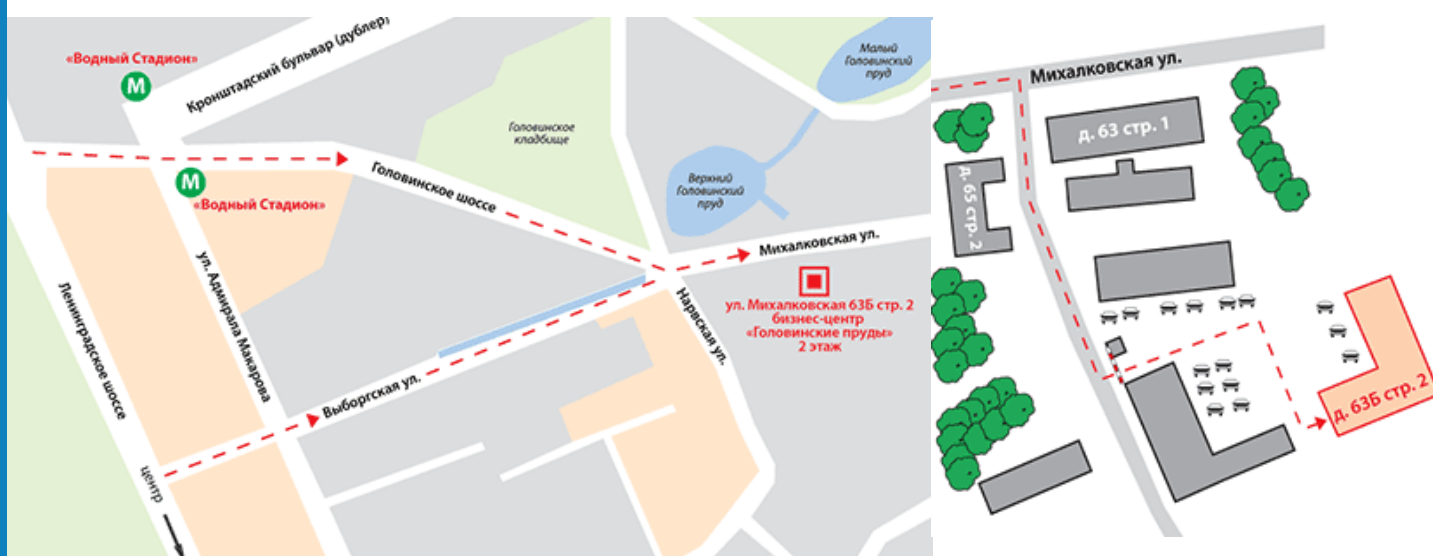 «Водный Стадион»
М
Кронштадский бульвар (дублер)
Малый
Головинский
пруд
Головинское
кладбище
Верхний
Головинский
пруд
М
«Водный Стадион»
Головинское шоссе
Михалковская ул.
ул. Адмирала Макарова
Ленинградское шоссе
ул. Михалковская 63Б стр. 2
бизнес-центр
«Головинские пруды»
2 этаж
Нарвская ул.
Выборгская ул.
центр
Михалковская ул.
д. 63 стр. 1
д. 65 стр. 2
д. 63Б стр. 2